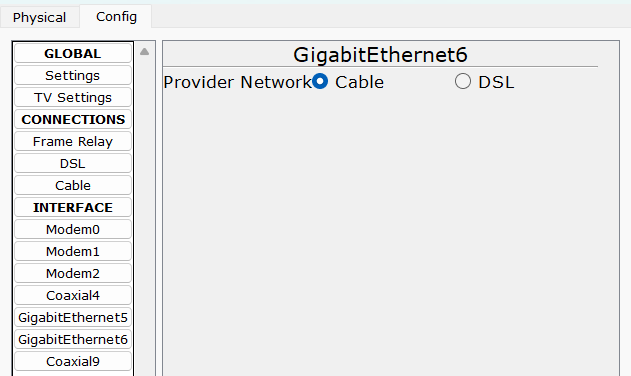 Physical
Config
GLOBAL
Settings
TV Settings
CONNECTIONS
Frame Relay
DSL
Cable
INTERFACE
Modem0
Modem1
Modem2
Coaxial4
GigabitEthernet5
GigabitEthernet6
Coaxial9
GigabitEthernet6
Provider Network Cable DSL